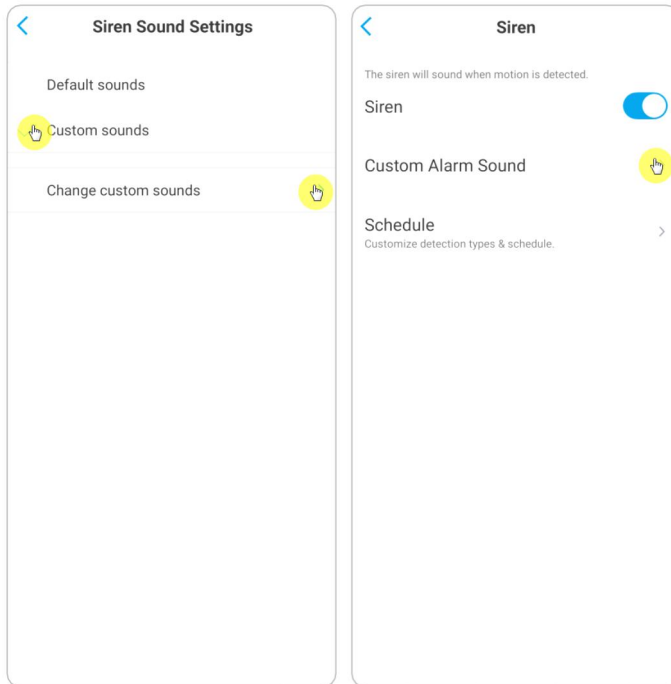 Siren Sound Settings
Default sounds
Custom sounds
Change custom sounds
Siren
The siren will sound when motion is detected.
Siren
Custom Alarm Sound
Schedule
Customize detection types & schedule.